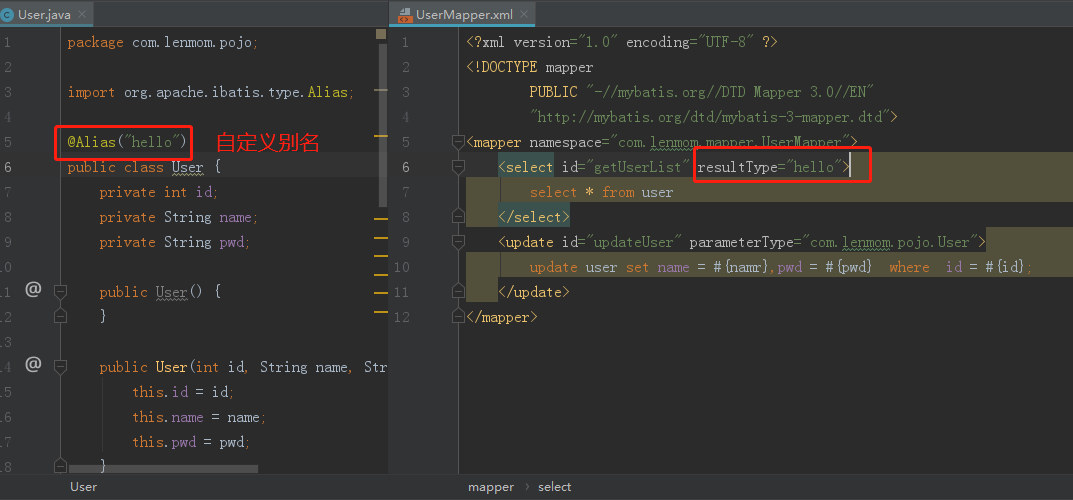 User.java
1 package com.lenmom.pojo;
2
3 import org.apache.ibatis.type.Alias;
4
5 @Alias("hello") 自定义别名
6 public class User {
7 private int id;
8 private String name;
9 private String pwd;
10
11 public User() {
12 }
13
14 public User(int id, String name, Str
15 this.id = id;
16 this.name = name;
17 this.pwd = pwd;
18 }
User
UserMapper.xml
1 <?xml version="1.0" encoding="UTF-8" ?>
2 <!DOCTYPE mapper
3 PUBLIC "-//mybatis.org//DTD Mapper 3.0//EN"
4 "http://mybatis.org/dtd/mybatis-3-mapper.dtd">
5 <mapper namespace="com.lenmom.mapper.UserMapper">
6 <select id="getUserList" resultType="hello">
7 select * from user
8 </select>
9 <update id="updateUser" parameterType="com.lenmom.pojo.User">
10 update user set name = #{namr},pwd = #{pwd} where id = #{id};
11 </update>
12 </mapper>
mapper › select